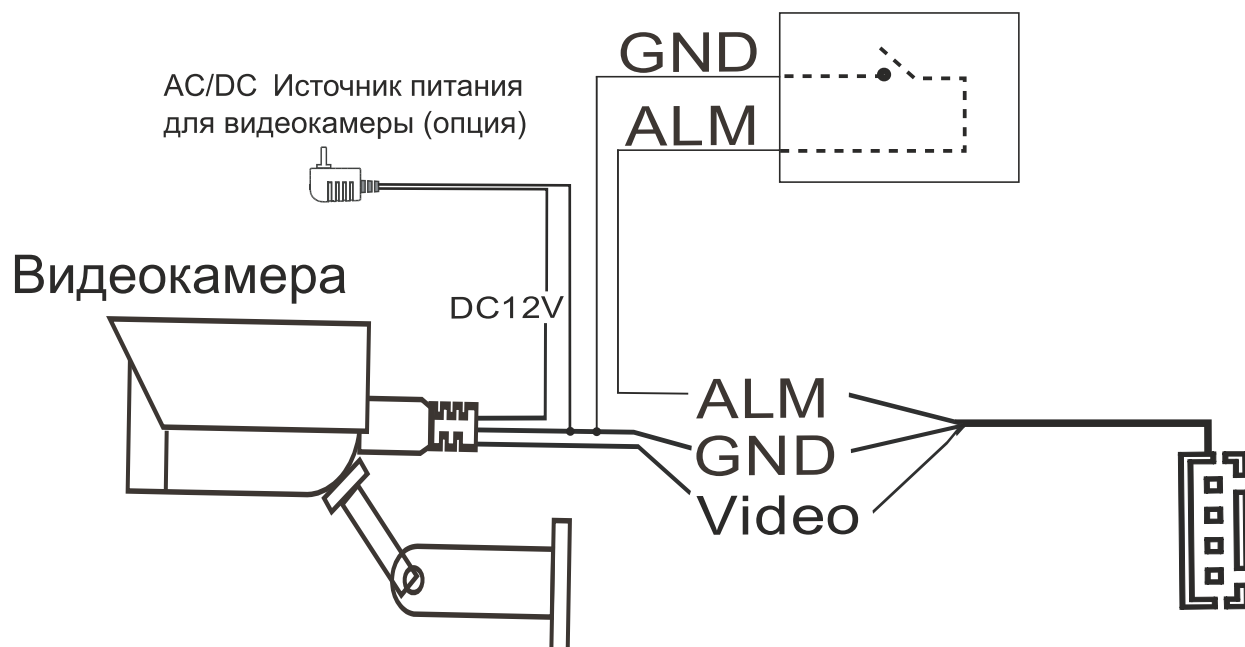 GND
AC/DC Источник питания
для видеокамеры (опция)
ALM
Видеокамера
DC12V
ALM
GND
Video